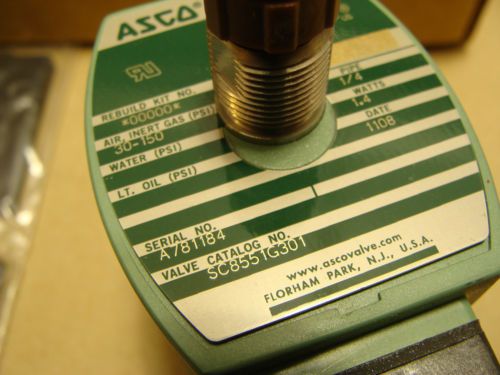 ASCO
US
REBUILD KIT NO.
*00000*
PIPE
1/4
AIR, INERT GAS (PSI)
30-150
WATTS
1.4
WATER (PSI)
DATE
1108
LT. OIL (PSI)
SERIAL NO.
A781184
VALVE CATALOG NO.
SC8551G301
www.ascovalve.com
FLORHAM PARK, N.J., U.S.A.